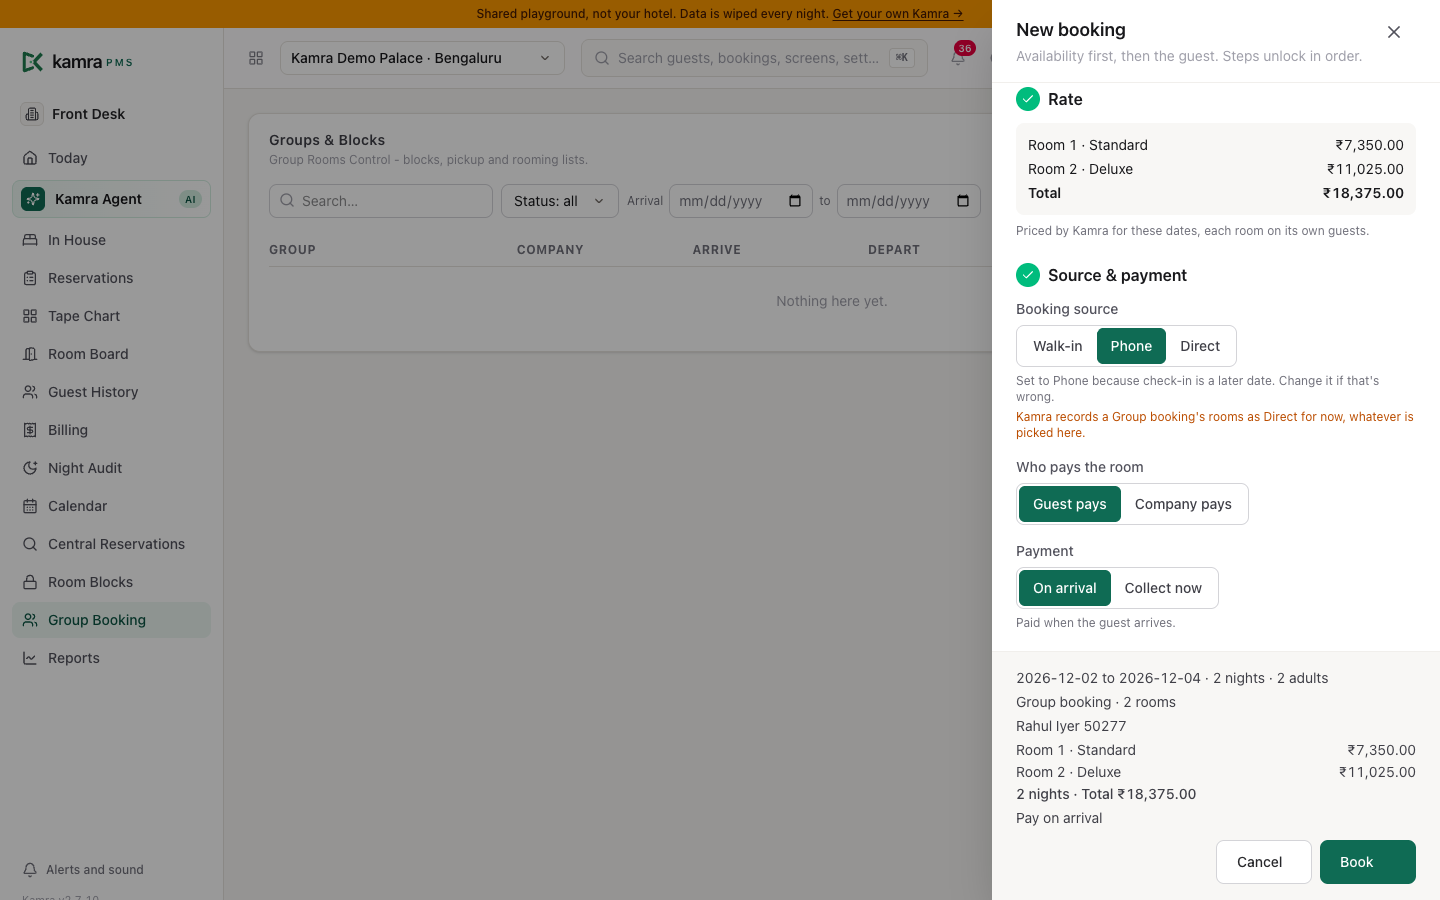 Shared playground, not your hotel. Data is wiped every night. Get your own Kamra →
kamra PMS
Front Desk
Today
Kamra Agent AI
In House
Reservations
Tape Chart
Room Board
Guest History
Billing
Night Audit
Calendar
Central Reservations
Room Blocks
Group Booking
Reports
Alerts and sound
Kamra v2.7.10
Kamra Demo Palace · Bengaluru
Search guests, bookings, screens, sett... ⌘K
36
Groups & Blocks
Group Rooms Control - blocks, pickup and rooming lists.
Search... Status: all Arrival mm/dd/yyyy to mm/dd/yyyy
GROUP COMPANY ARRIVE DEPART
Nothing here yet.
New booking
Availability first, then the guest. Steps unlock in order.
Rate
Room 1 · Standard ₹7,350.00
Room 2 · Deluxe ₹11,025.00
Total ₹18,375.00
Priced by Kamra for these dates, each room on its own guests.
Source & payment
Booking source
Walk-in Phone Direct
Set to Phone because check-in is a later date. Change it if that's
wrong.
Kamra records a Group booking's rooms as Direct for now, whatever is
picked here.
Who pays the room
Guest pays Company pays
Payment
On arrival Collect now
Paid when the guest arrives.
2026-12-02 to 2026-12-04 · 2 nights · 2 adults
Group booking · 2 rooms
Rahul Iyer 50277
Room 1 · Standard ₹7,350.00
Room 2 · Deluxe ₹11,025.00
2 nights · Total ₹18,375.00
Pay on arrival
Cancel Book